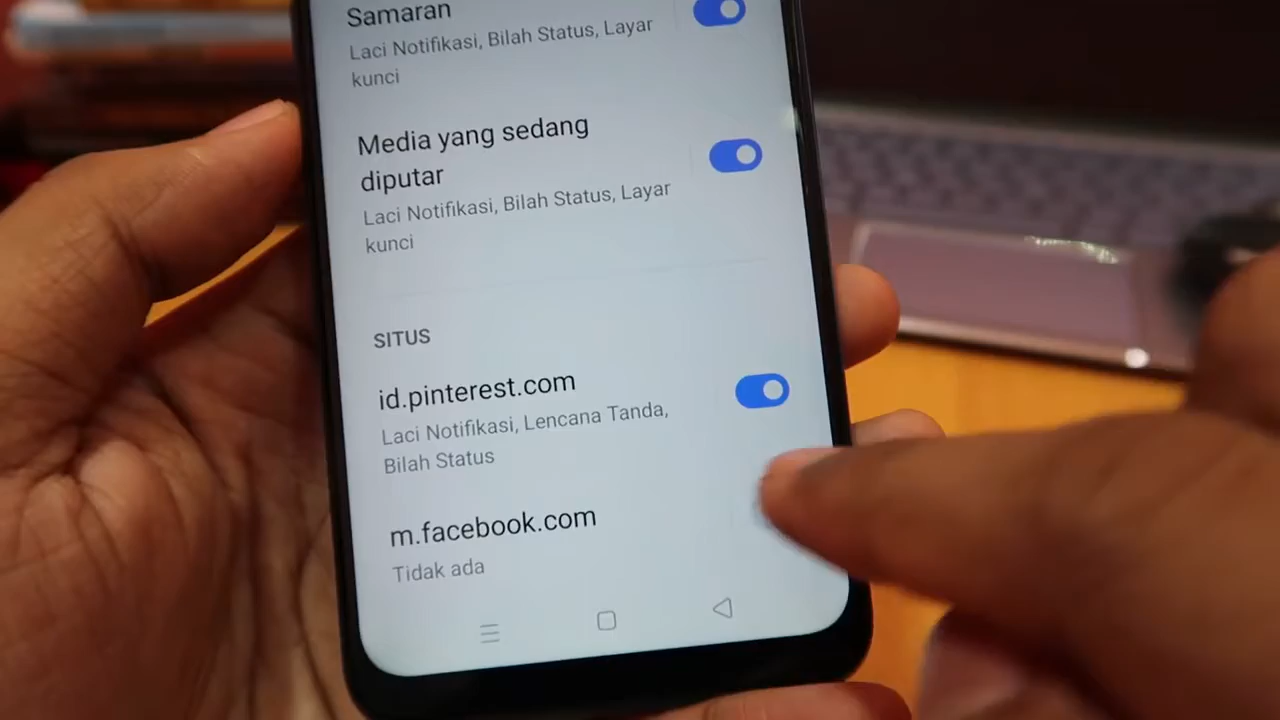 Samaran
Laci Notifikasi, Bilah Status, Layar
kunci
Media yang sedang
diputar
Laci Notifikasi, Bilah Status, Layar
kunci
SITUS
id.pinterest.com
Laci Notifikasi, Lencana Tanda,
Bilah Status
m.facebook.com
Tidak ada